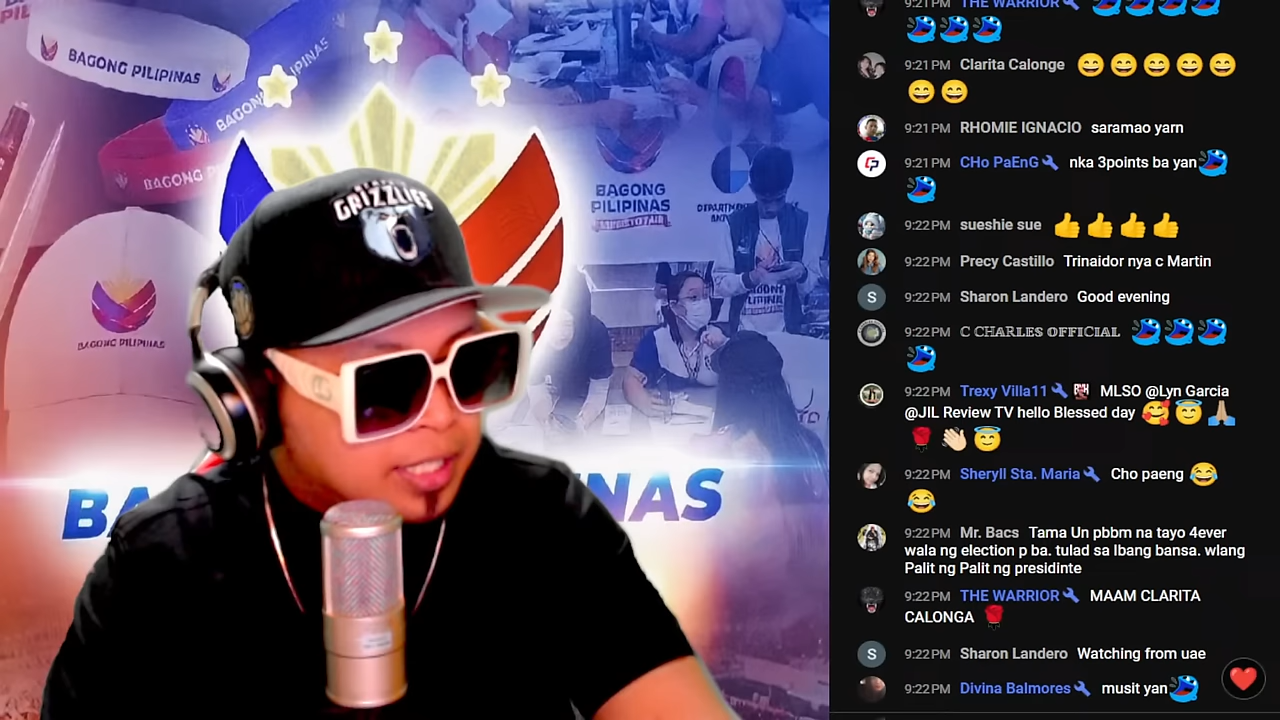 BAGONG PILIPINAS
BAGONG PILIPINAS
BAGONG
BAGONG
PILIPINAS
BAGONG PILIPINAS
GRIZZLIES
BA
NAS
9:21 PM THE WARRIOR 🤣🤣🤣🤣
🤣🤣🤣
9:21 PM Clarita Calonge 😄😄😄😄😄
😄😄
9:21 PM RHOMIE IGNACIO saramao yarn
9:21 PM CHo PaEnG🔧 nka 3points ba yan🤣
🤣
9:22 PM sueshie sue 👍👍👍👍
9:22 PM Precy Castillo Trinaidor nya c Martin
S 9:22 PM Sharon Landero Good evening
9:22 PM ℂ ℂℍ𝔸ℝ𝕃𝔼𝕊 𝕆𝔽𝔽𝕀ℂ𝕀𝔸𝕃 🤣🤣🤣
🤣
9:22 PM Trexy Villa11🔧 MLSO @Lyn Garcia
@JIL Review TV hello Blessed day 🥰😇🙏🏼
🌹👋🏻😇
9:22 PM Sheryll Sta. Maria🔧 Cho paeng 😂
😂
9:22 PM Mr. Bacs Tama Un pbbm na tayo 4ever
wala ng election p ba. tulad sa Ibang bansa. wlang
Palit ng Palit ng presidinte
9:22 PM THE WARRIOR🔧 MAAM CLARITA
CALONGA 🌹
S 9:22 PM Sharon Landero Watching from uae
9:22 PM Divina Balmores🔧 musit yan🤣